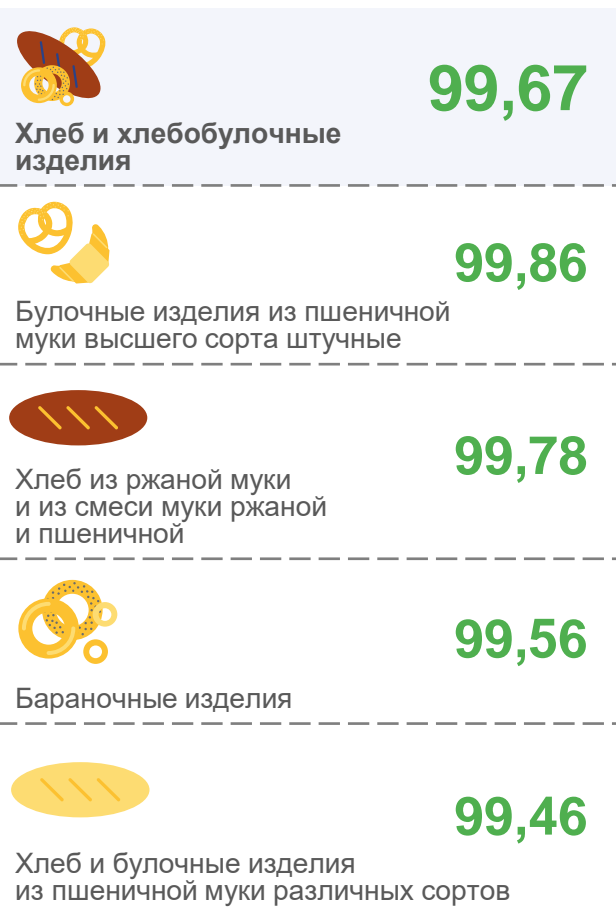 99,67
Хлеб и хлебобулочные
изделия
99,86
Булочные изделия из пшеничной
муки высшего сорта штучные
99,78
Хлеб из ржаной муки
и из смеси муки ржаной
и пшеничной
99,56
Бараночные изделия
99,46
Хлеб и булочные изделия
из пшеничной муки различных сортов